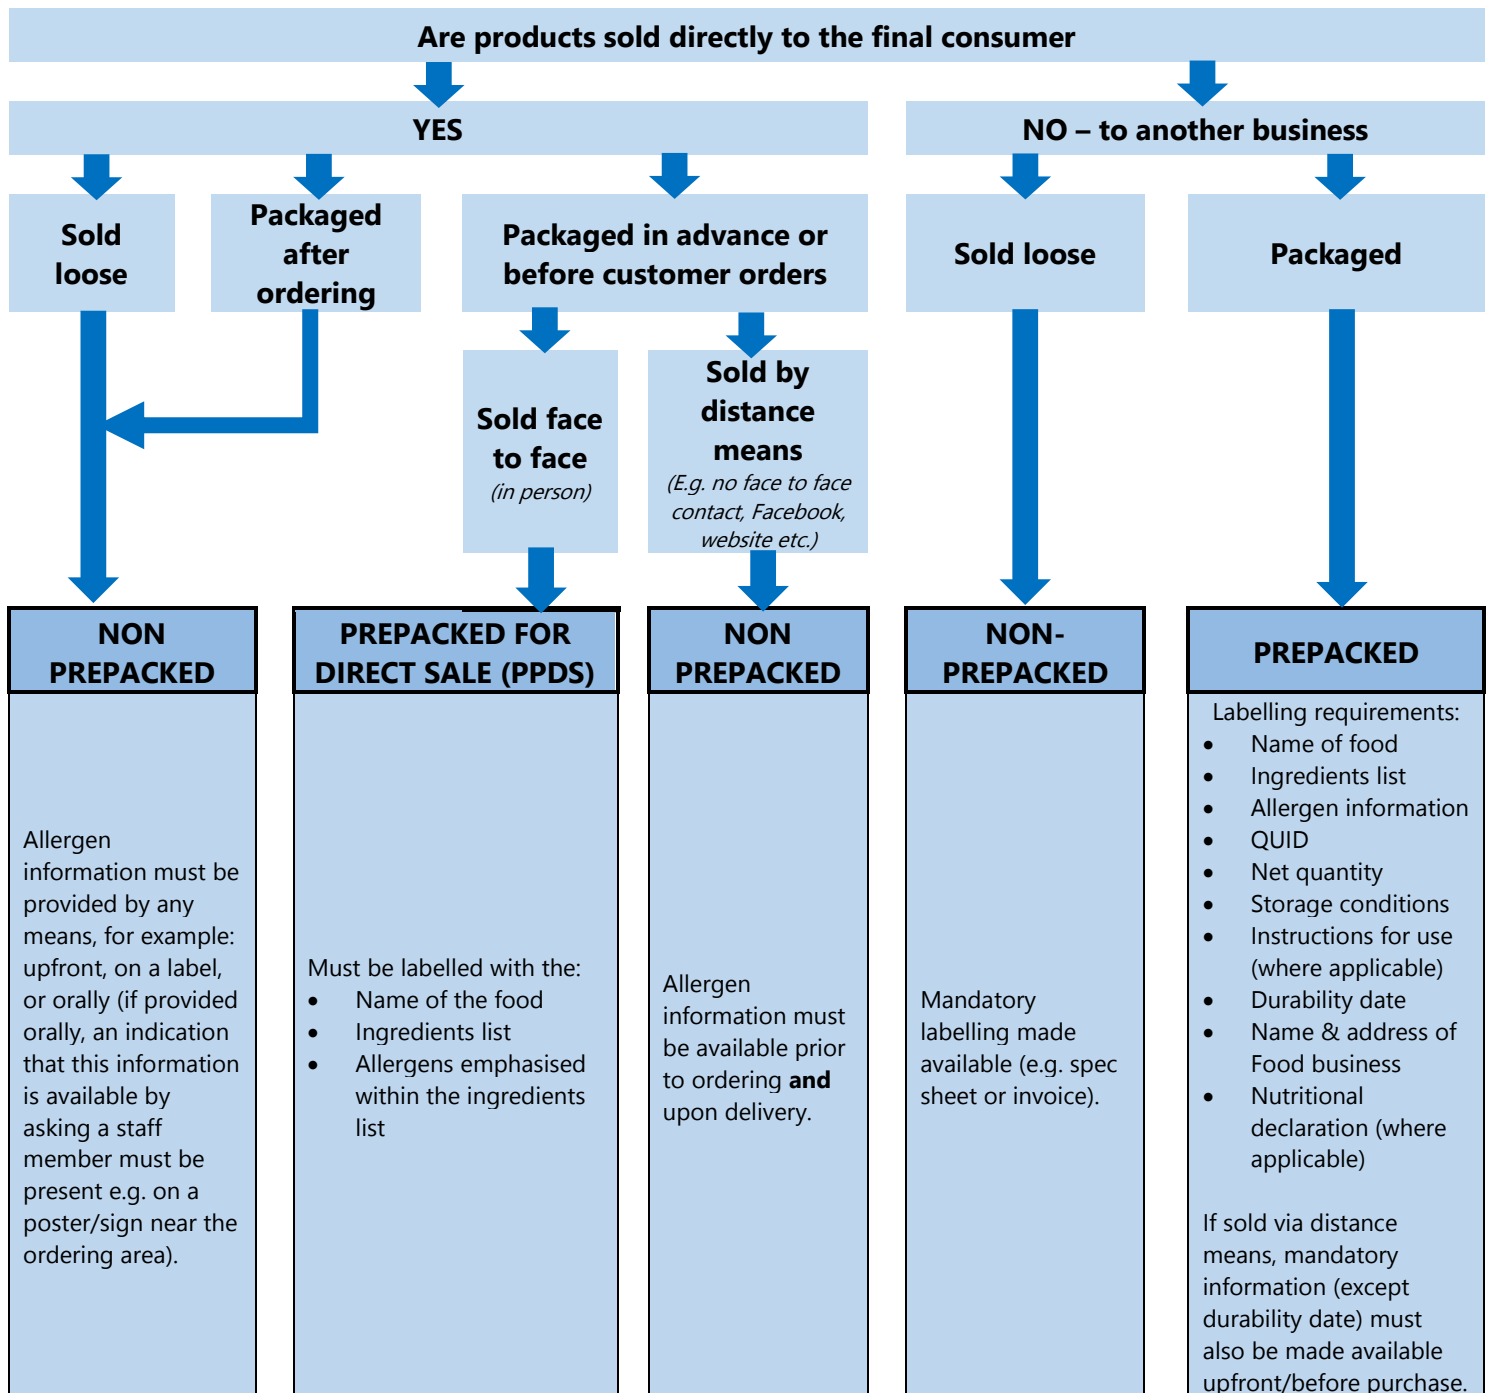 Are products sold directly to the final consumer
YES
NO – to another business
Sold
loose
Packaged
after
ordering
Packaged in advance or
before customer orders
Sold loose
Packaged
Sold face
to face
(in person)
Sold by
distance
means
(E.g. no face to face
contact, Facebook,
website etc.)
NON
PREPACKED
Allergen
information must be
provided by any
means, for example:
upfront, on a label,
or orally (if provided
orally, an indication
that this information
is available by
asking a staff
member must be
present e.g. on a
poster/sign near the
ordering area).
PREPACKED FOR
DIRECT SALE (PPDS)
Must be labelled with the:
• Name of the food
• Ingredients list
• Allergens emphasised
within the ingredients
list
NON
PREPACKED
Allergen
information must
be available prior
to ordering and
upon delivery.
NON-
PREPACKED
Mandatory
labelling made
available (e.g. spec
sheet or invoice).
PREPACKED
Labelling requirements:
• Name of food
• Ingredients list
• Allergen information
• QUID
• Net quantity
• Storage conditions
• Instructions for use
(where applicable)
• Durability date
• Name & address of
Food business
• Nutritional
declaration (where
applicable)
If sold via distance
means, mandatory
information (except
durability date) must
also be made available
upfront/before purchase.